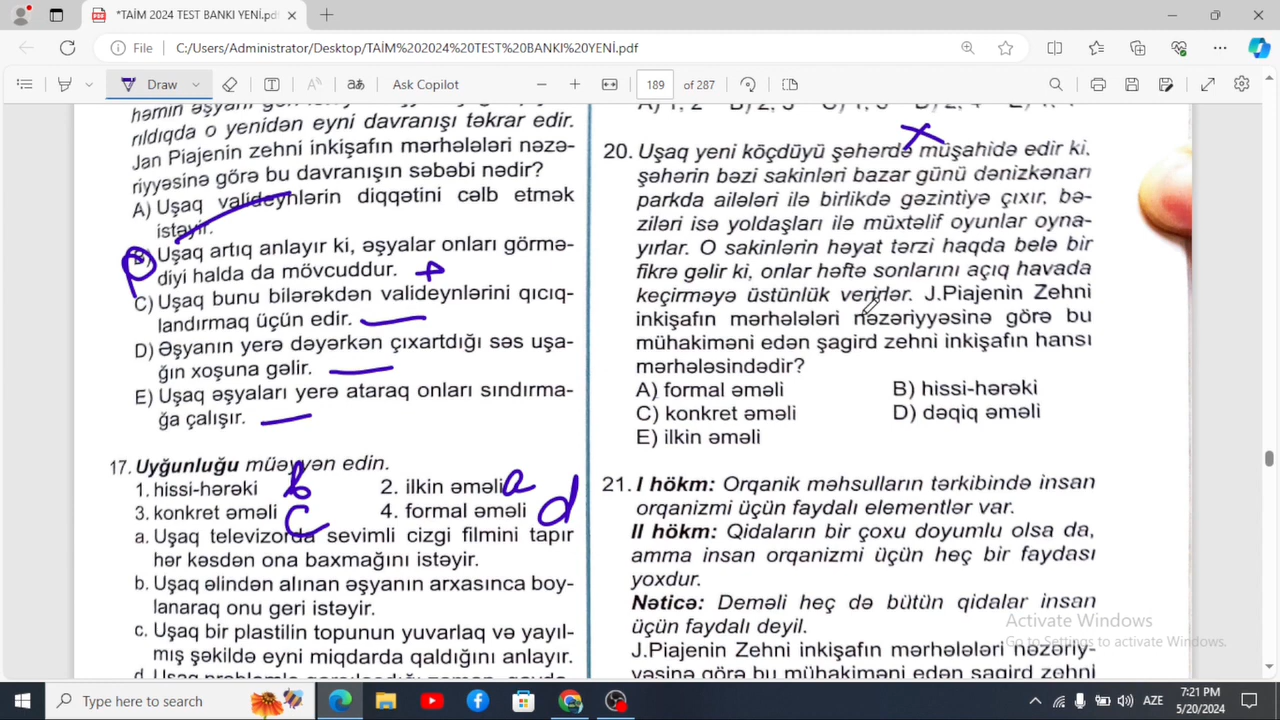 *TAİM 2024 TEST BANKI YENİ.pdf
File
C:/Users/Administrator/Desktop/TAİM%202024%20TEST%20BANKI%20YENİ.pdf
Draw
Ask Copilot
189 of 287
rıldıqda o yenidən eyni davranışı təkrar edir.
Jan Piajenin zehni inkişafın mərhələləri nəzə-
riyyəsinə görə bu davranışın səbəbi nədir?
A) Uşaq valideynlərin diqqətini cəlb etmək
istəyir.
B) Uşaq artıq anlayır ki, əşyalar onları görmə-
diyi halda da mövcuddur.
C) Uşaq bunu bilərəkdən valideynlərini qıcıq-
landırmaq üçün edir.
D) Əşyanın yerə dəyərkən çıxartdığı səs uşa-
ğın xoşuna gəlir.
E) Uşaq əşyaları yerə ataraq onları sındırma-
ğa çalışır.
17. Uyğunluğu müəyyən edin.
1. hissi-hərəki b 2. ilkin əməli a
3. konkret əməli c 4. formal əməli d
a. Uşaq televizorda sevimli cizgi filmini tapır
hər kəsdən ona baxmağını istəyir.
b. Uşaq əlindən alınan əşyanın arxasınca boy-
lanaraq onu geri istəyir.
c. Uşaq bir plastilin topunun yuvarlaq və yayıl-
mış şəkildə eyni miqdarda qaldığını anlayır.
20. Uşaq yeni köçdüyü şəhərdə müşahidə edir ki,
şəhərin bəzi sakinləri bazar günü dənizkənarı
parkda ailələri ilə birlikdə gəzintiyə çıxır, bə-
ziləri isə yoldaşları ilə müxtəlif oyunlar oyna-
yırlar. O sakinlərin həyat tərzi haqda belə bir
fikrə gəlir ki, onlar həftə sonlarını açıq havada
keçirməyə üstünlük verirlər. J.Piajenin Zehni
inkişafın mərhələləri nəzəriyyəsinə görə bu
mühakiməni edən şagird zehni inkişafın hansı
mərhələsindədir?
A) formal əməli B) hissi-hərəki
C) konkret əməli D) dəqiq əməli
E) ilkin əməli
21. I hökm: Orqanik məhsulların tərkibində insan
orqanizmi üçün faydalı elementlər var.
II hökm: Qidaların bir çoxu doyumlu olsa da,
amma insan orqanizmi üçün heç bir faydası
yoxdur.
Nəticə: Deməli heç də bütün qidalar insan
üçün faydalı deyil.
J.Piajenin Zehni inkişafın mərhələləri nəzəriy-
yəsinə görə bu mühakiməni edən şagird zehni
Activate Windows
Go to Settings to activate Windows.
Type here to search
AZE
7:21 PM
5/20/2024